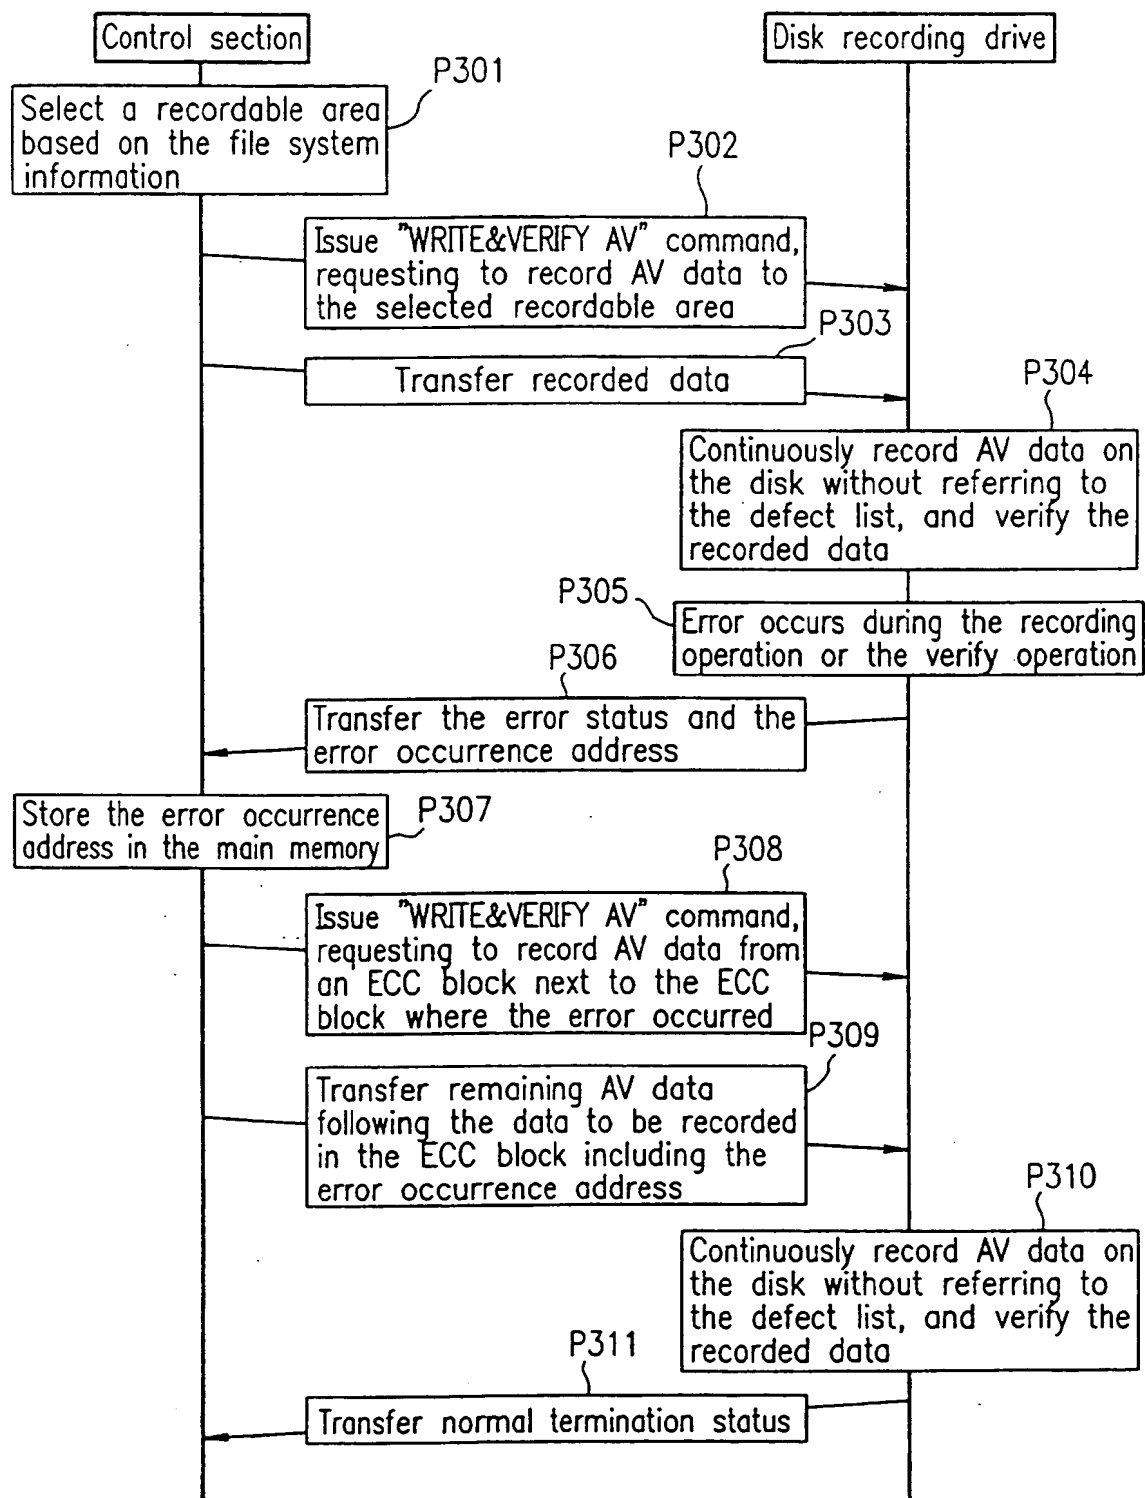 Control section
Disk recording drive
P301
Select a recordable area
based on the file system
information
P302
Issue "WRITE&VERIFY AV" command,
requesting to record AV data to
the selected recordable area
P303
Transfer recorded data
P304
Continuously record AV data on
the disk without referring to
the defect list, and verify the
recorded data
P305
Error occurs during the recording
operation or the verify operation
P306
Transfer the error status and the
error occurrence address
P307
Store the error occurrence
address in the main memory
P308
Issue "WRITE&VERIFY AV" command,
requesting to record AV data from
an ECC block next to the ECC
block where the error occurred
P309
Transfer remaining AV data
following the data to be recorded
in the ECC block including the
error occurrence address
P310
Continuously record AV data on
the disk without referring to
the defect list, and verify the
recorded data
P311
Transfer normal termination status